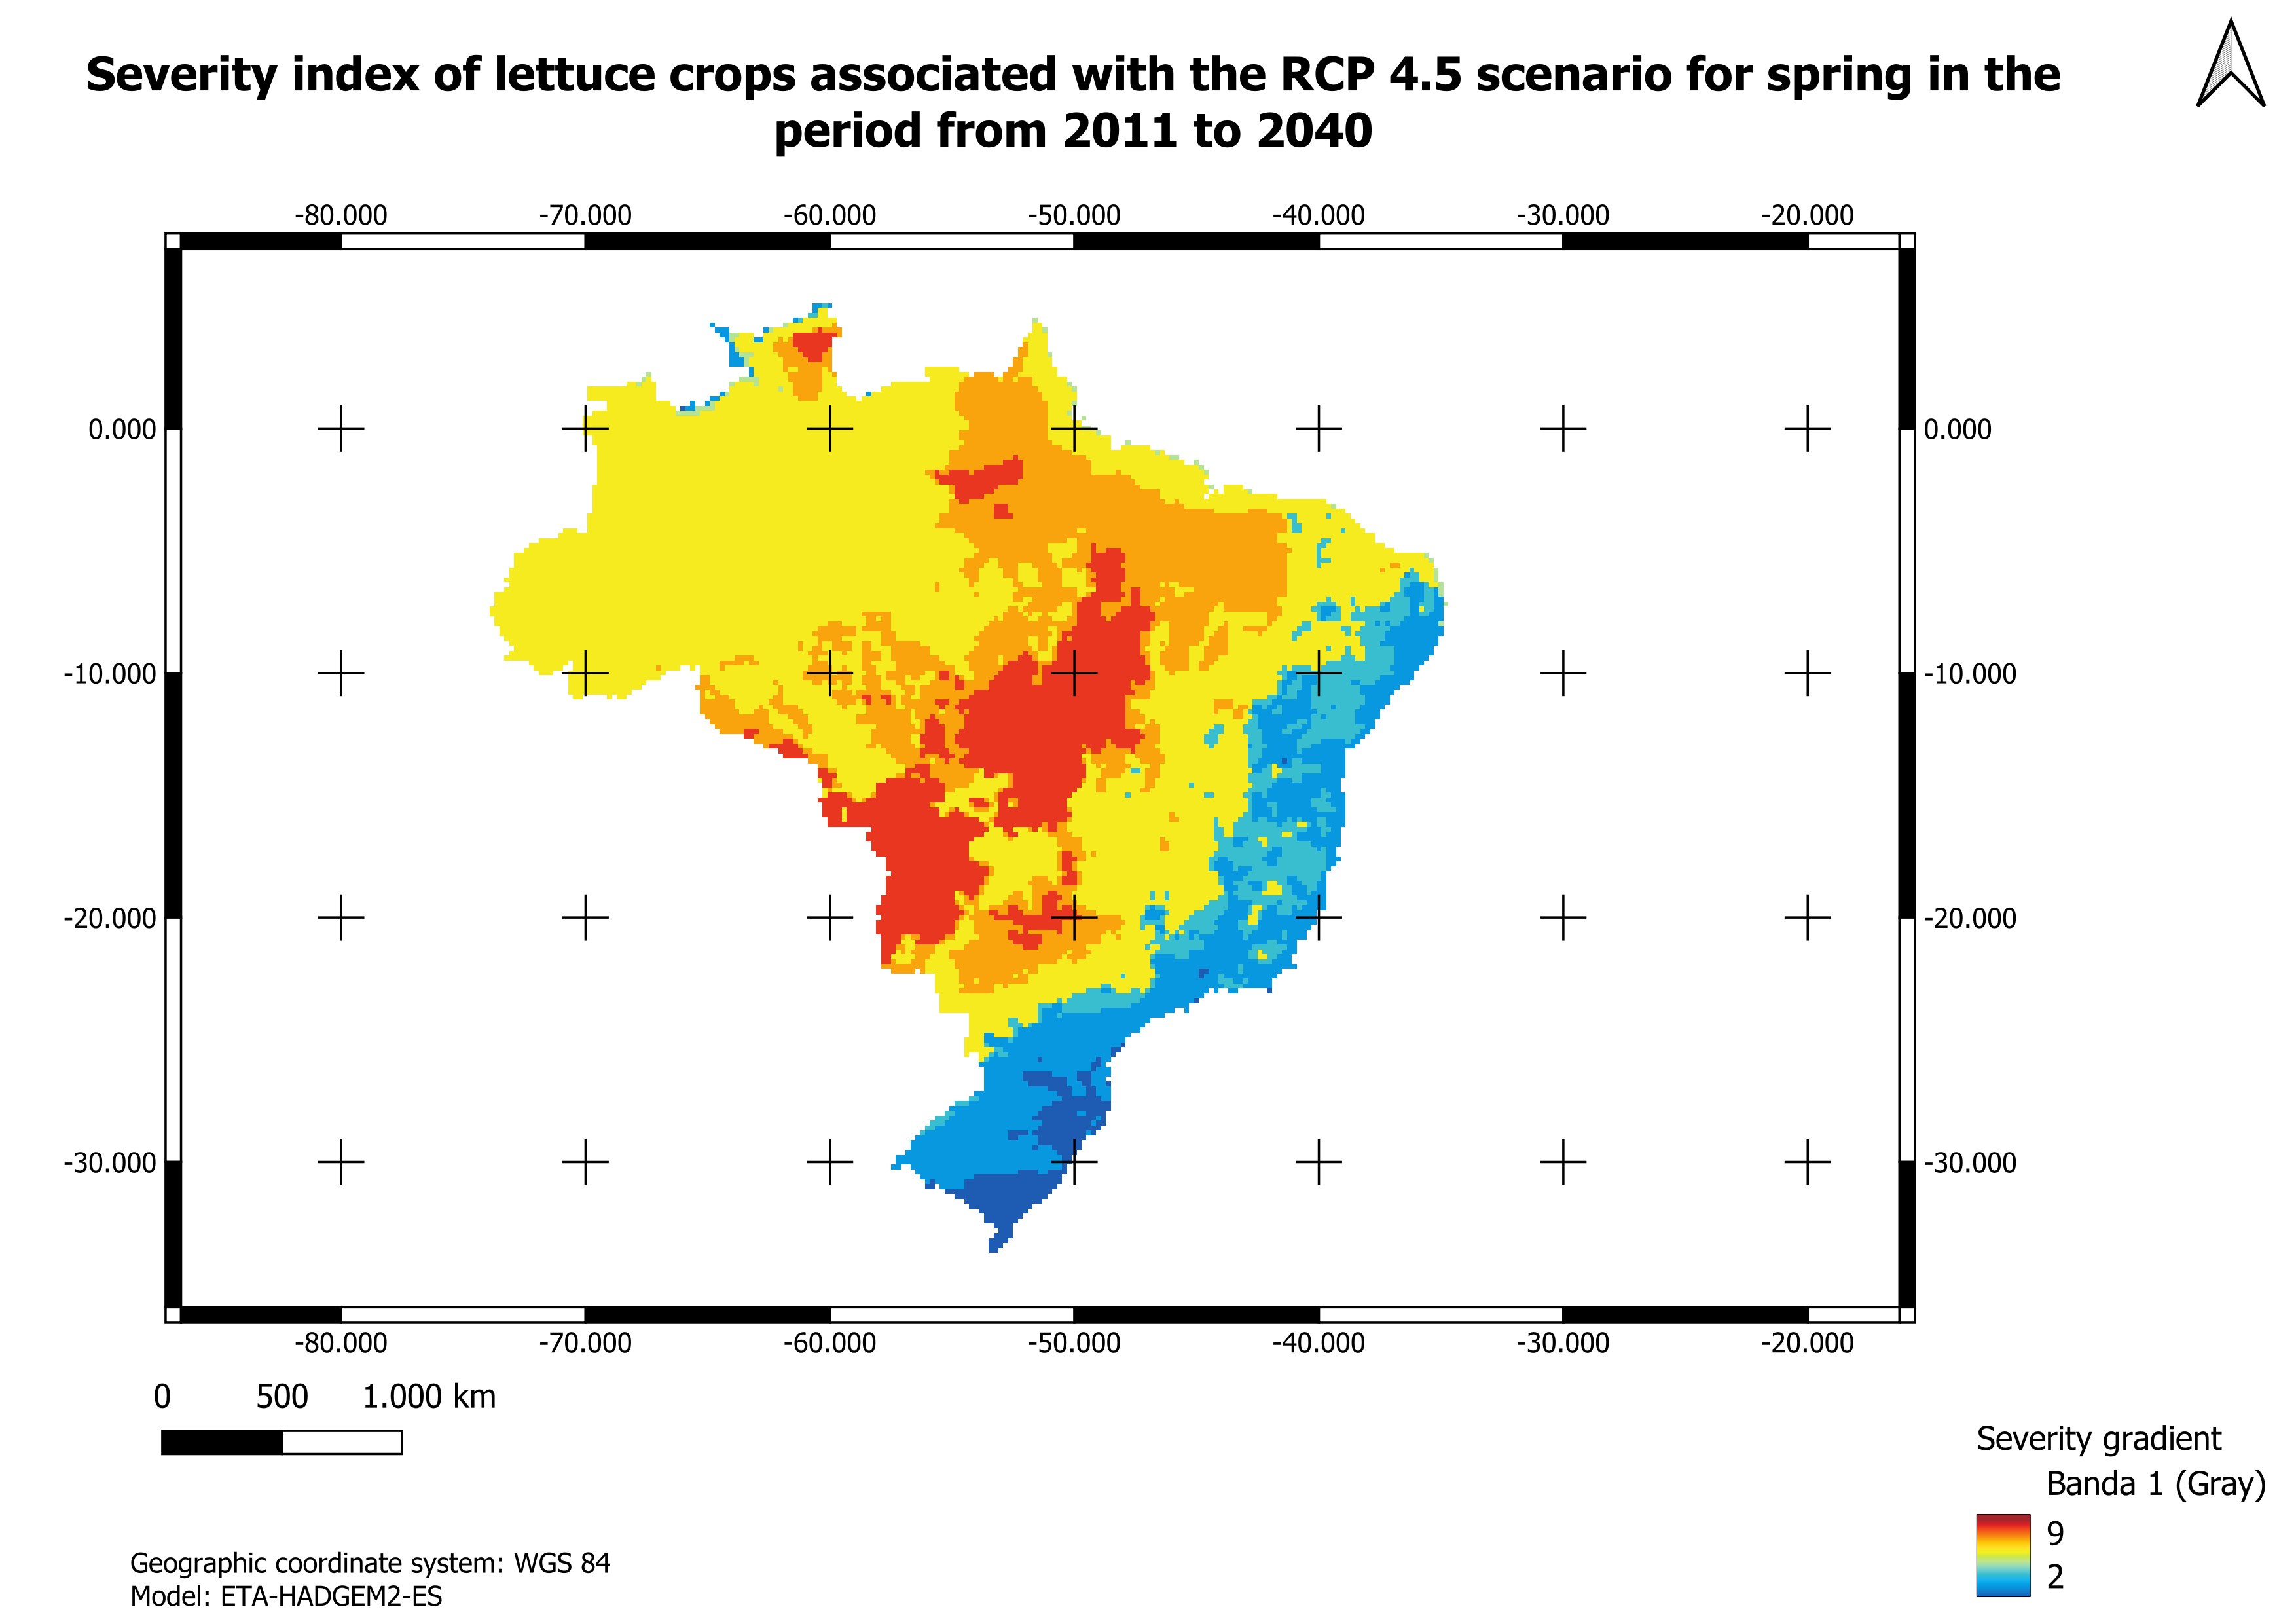 Severity index of lettuce crops associated with the RCP 4.5 scenario for spring in the
period from 2011 to 2040
-80.000 -70.000 -60.000 -50.000 -40.000 -30.000 -20.000
0.000 0.000
-10.000 -10.000
-20.000 -20.000
-30.000 -30.000
-80.000 -70.000 -60.000 -50.000 -40.000 -30.000 -20.000
0 500 1.000 km
Severity gradient
Banda 1 (Gray)
9
2
Geographic coordinate system: WGS 84
Model: ETA-HADGEM2-ES